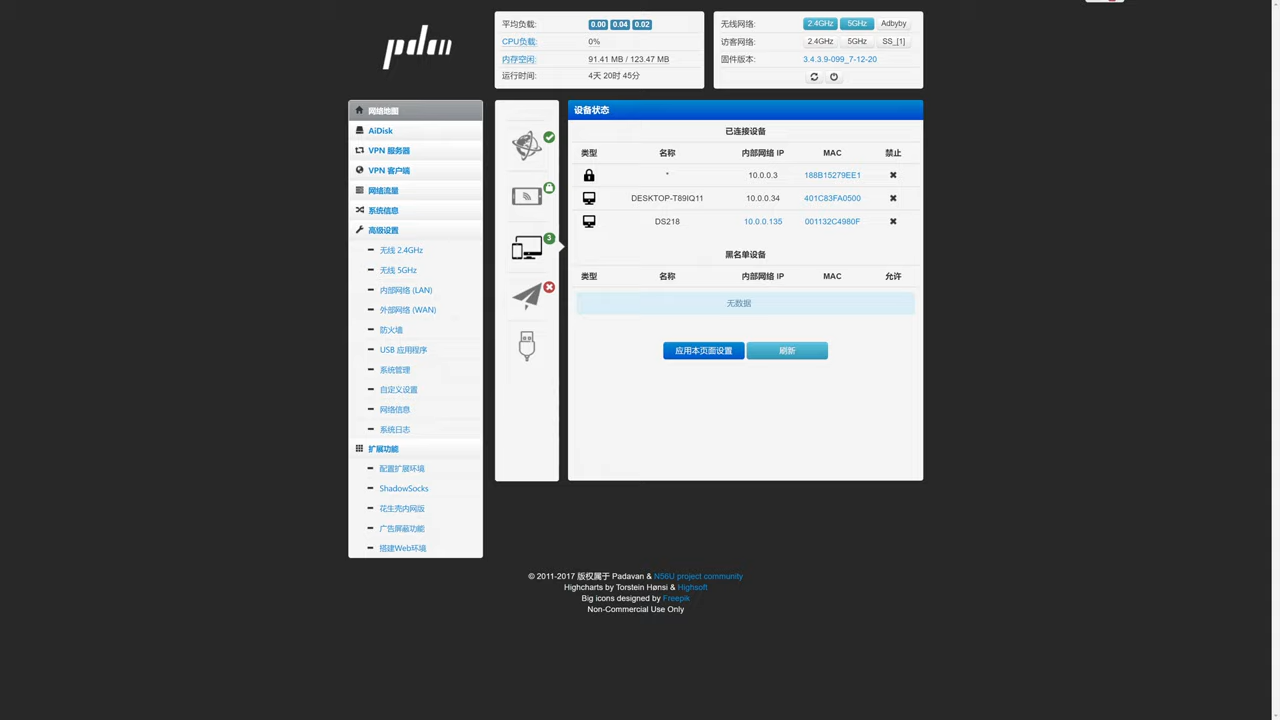 padavan
平均负载: 0.00 0.04 0.02
CPU负载: 0%
内存空闲: 91.41 MB / 123.47 MB
运行时间: 4天 20时 45分
无线网络: 2.4GHz 5GHz Adbyby
访客网络: 2.4GHz 5GHz SS_[1]
固件版本: 3.4.3.9-099_7-12-20
网络地图
AiDisk
VPN 服务器
VPN 客户端
网络流量
系统信息
高级设置
无线 2.4GHz
无线 5GHz
内部网络 (LAN)
外部网络 (WAN)
防火墙
USB 应用程序
系统管理
自定义设置
网络信息
系统日志
扩展功能
配置扩展环境
ShadowSocks
花生壳内网版
广告屏蔽功能
搭建Web环境
3
设备状态
已连接设备
类型 名称 内部网络 IP MAC 禁止
* 10.0.0.3 188B15279EE1
DESKTOP-T89IQ11 10.0.0.34 401C83FA0500
DS218 10.0.0.135 001132C4980F
黑名单设备
类型 名称 内部网络 IP MAC 允许
无数据
应用本页面设置 刷新
© 2011-2017 版权属于 Padavan & N56U project community
Highcharts by Torstein Hønsi & Highsoft
Big icons designed by Freepik
Non-Commercial Use Only